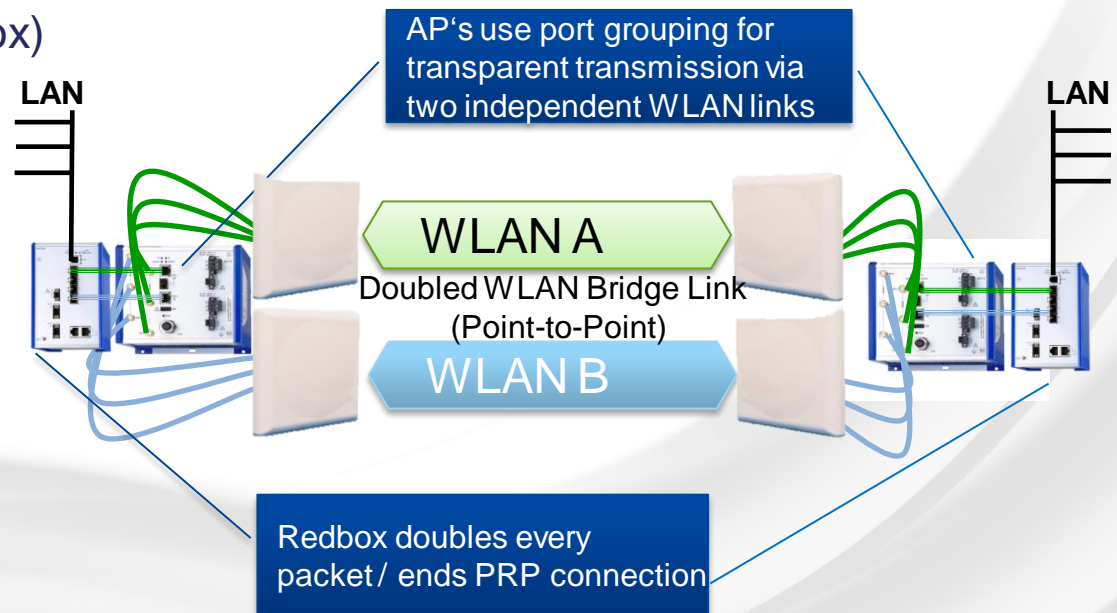 ox)
AP‘s use port grouping for
transparent transmission via
two independent WLAN links
LAN
LAN
WLAN A
Doubled WLAN Bridge Link
(Point-to-Point)
WLAN B
Redbox doubles every
packet / ends PRP connection